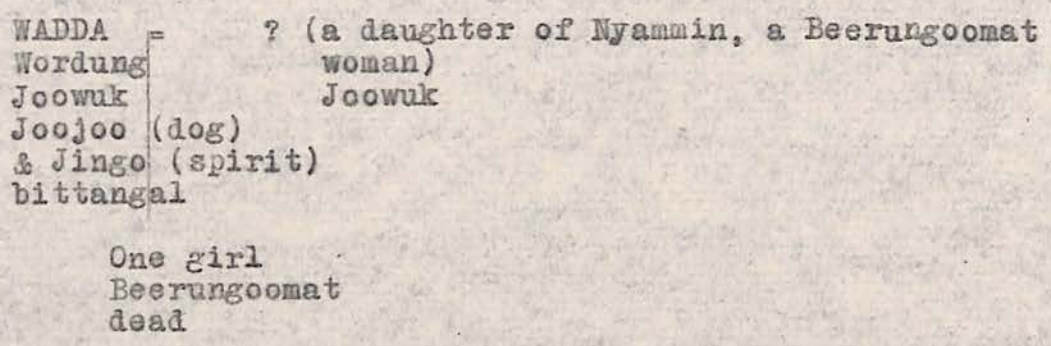 WADDA = ? (a daughter of Nyammin, a Beerungoomat
Wordung woman)
Joowuk Joowuk
Joojoo (dog)
& Jingo (spirit)
bittangal
One girl
Beerungoomat
dead